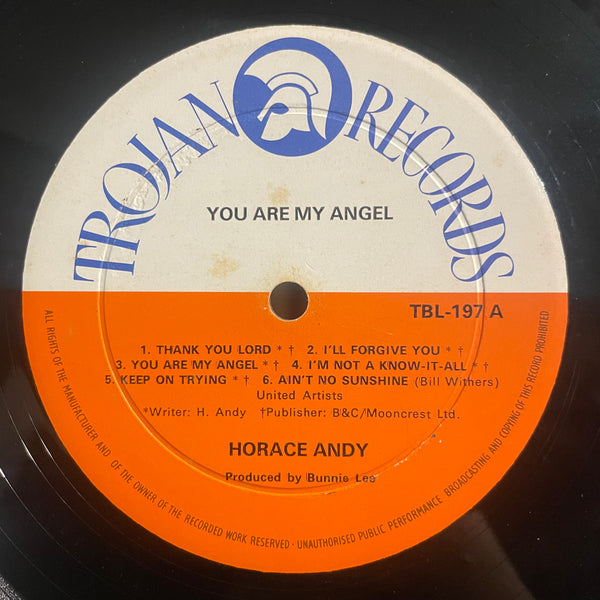 TROJAN RECORDS
YOU ARE MY ANGEL
TBL-197 A
1. THANK YOU LORD * † 2. I'LL FORGIVE YOU * †
3. YOU ARE MY ANGEL * † 4. I'M NOT A KNOW-IT-ALL * †
5. KEEP ON TRYING * † 6. AIN'T NO SUNSHINE (Bill Withers)
United Artists
*Writer: H. Andy †Publisher: B&C/Mooncrest Ltd.
HORACE ANDY
Produced by Bunnie Lee
ALL RIGHTS OF THE MANUFACTURER AND OF THE OWNER OF THE RECORDED WORK RESERVED · UNAUTHORISED PUBLIC PERFORMANCE BROADCASTING AND COPYING OF THIS RECORD PROHIBITED